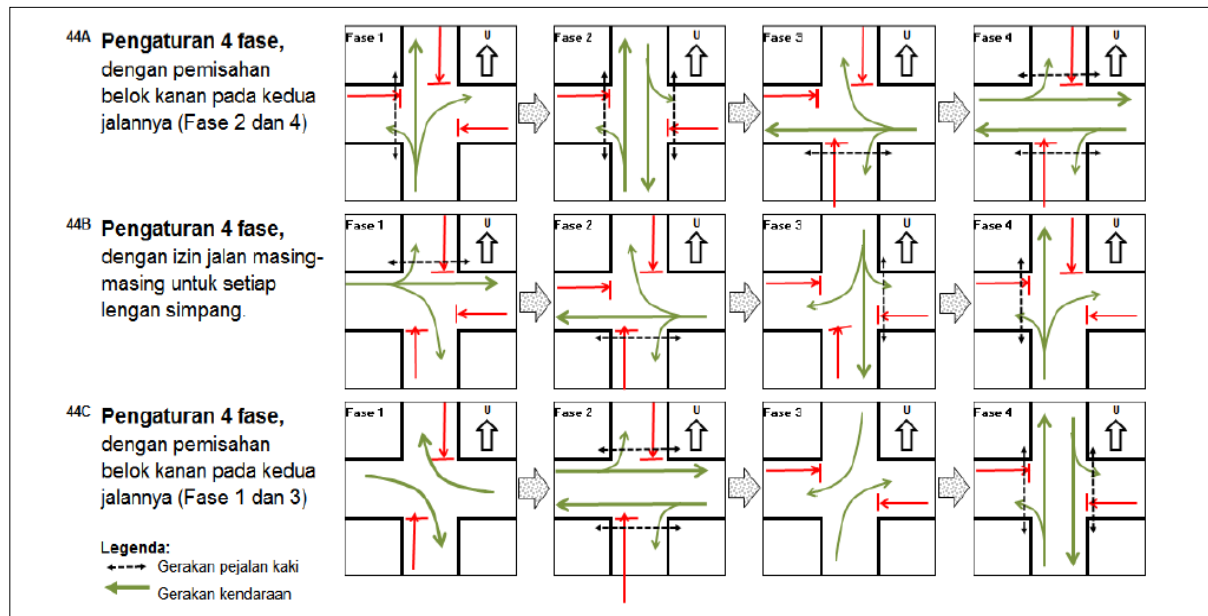 44A Pengaturan 4 fase,
dengan pemisahan
belok kanan pada kedua
jalannya (Fase 2 dan 4)
Fase 1
U
Fase 2
U
Fase 3
U
Fase 4
U
44B Pengaturan 4 fase,
dengan izin jalan masing-
masing untuk setiap
lengan simpang.
Fase 1
U
Fase 2
U
Fase 3
U
Fase 4
U
44C Pengaturan 4 fase,
dengan pemisahan
belok kanan pada kedua
jalannya (Fase 1 dan 3)
Fase 1
U
Fase 2
U
Fase 3
U
Fase 4
U
Legenda:
Gerakan pejalan kaki
Gerakan kendaraan